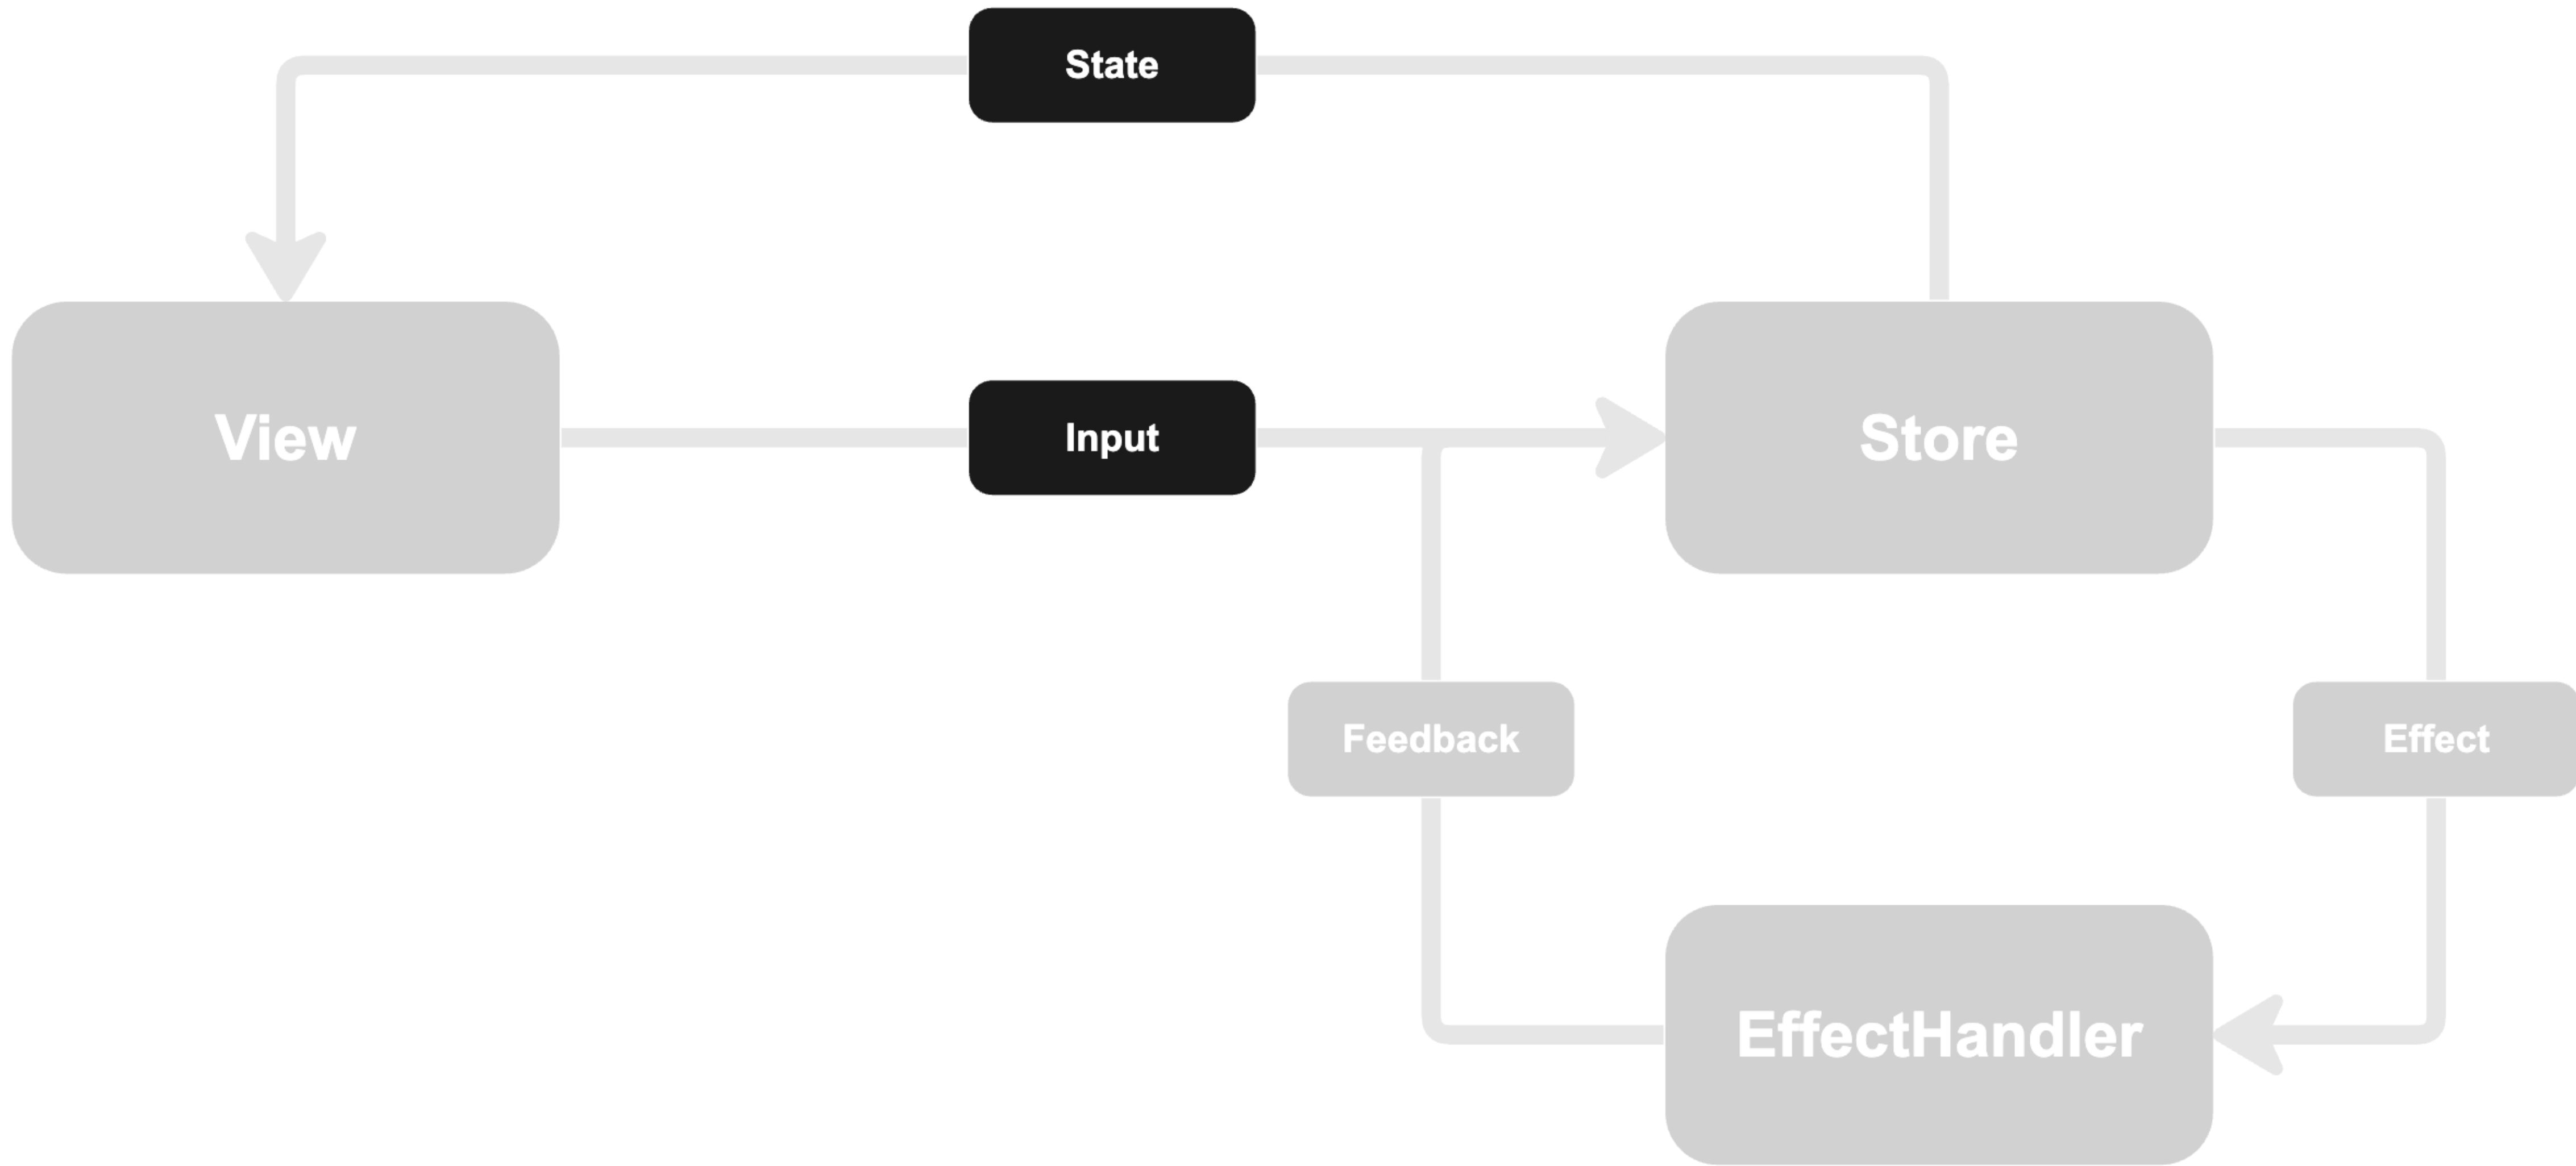 State
View
Input
Store
Feedback
Effect
EffectHandler